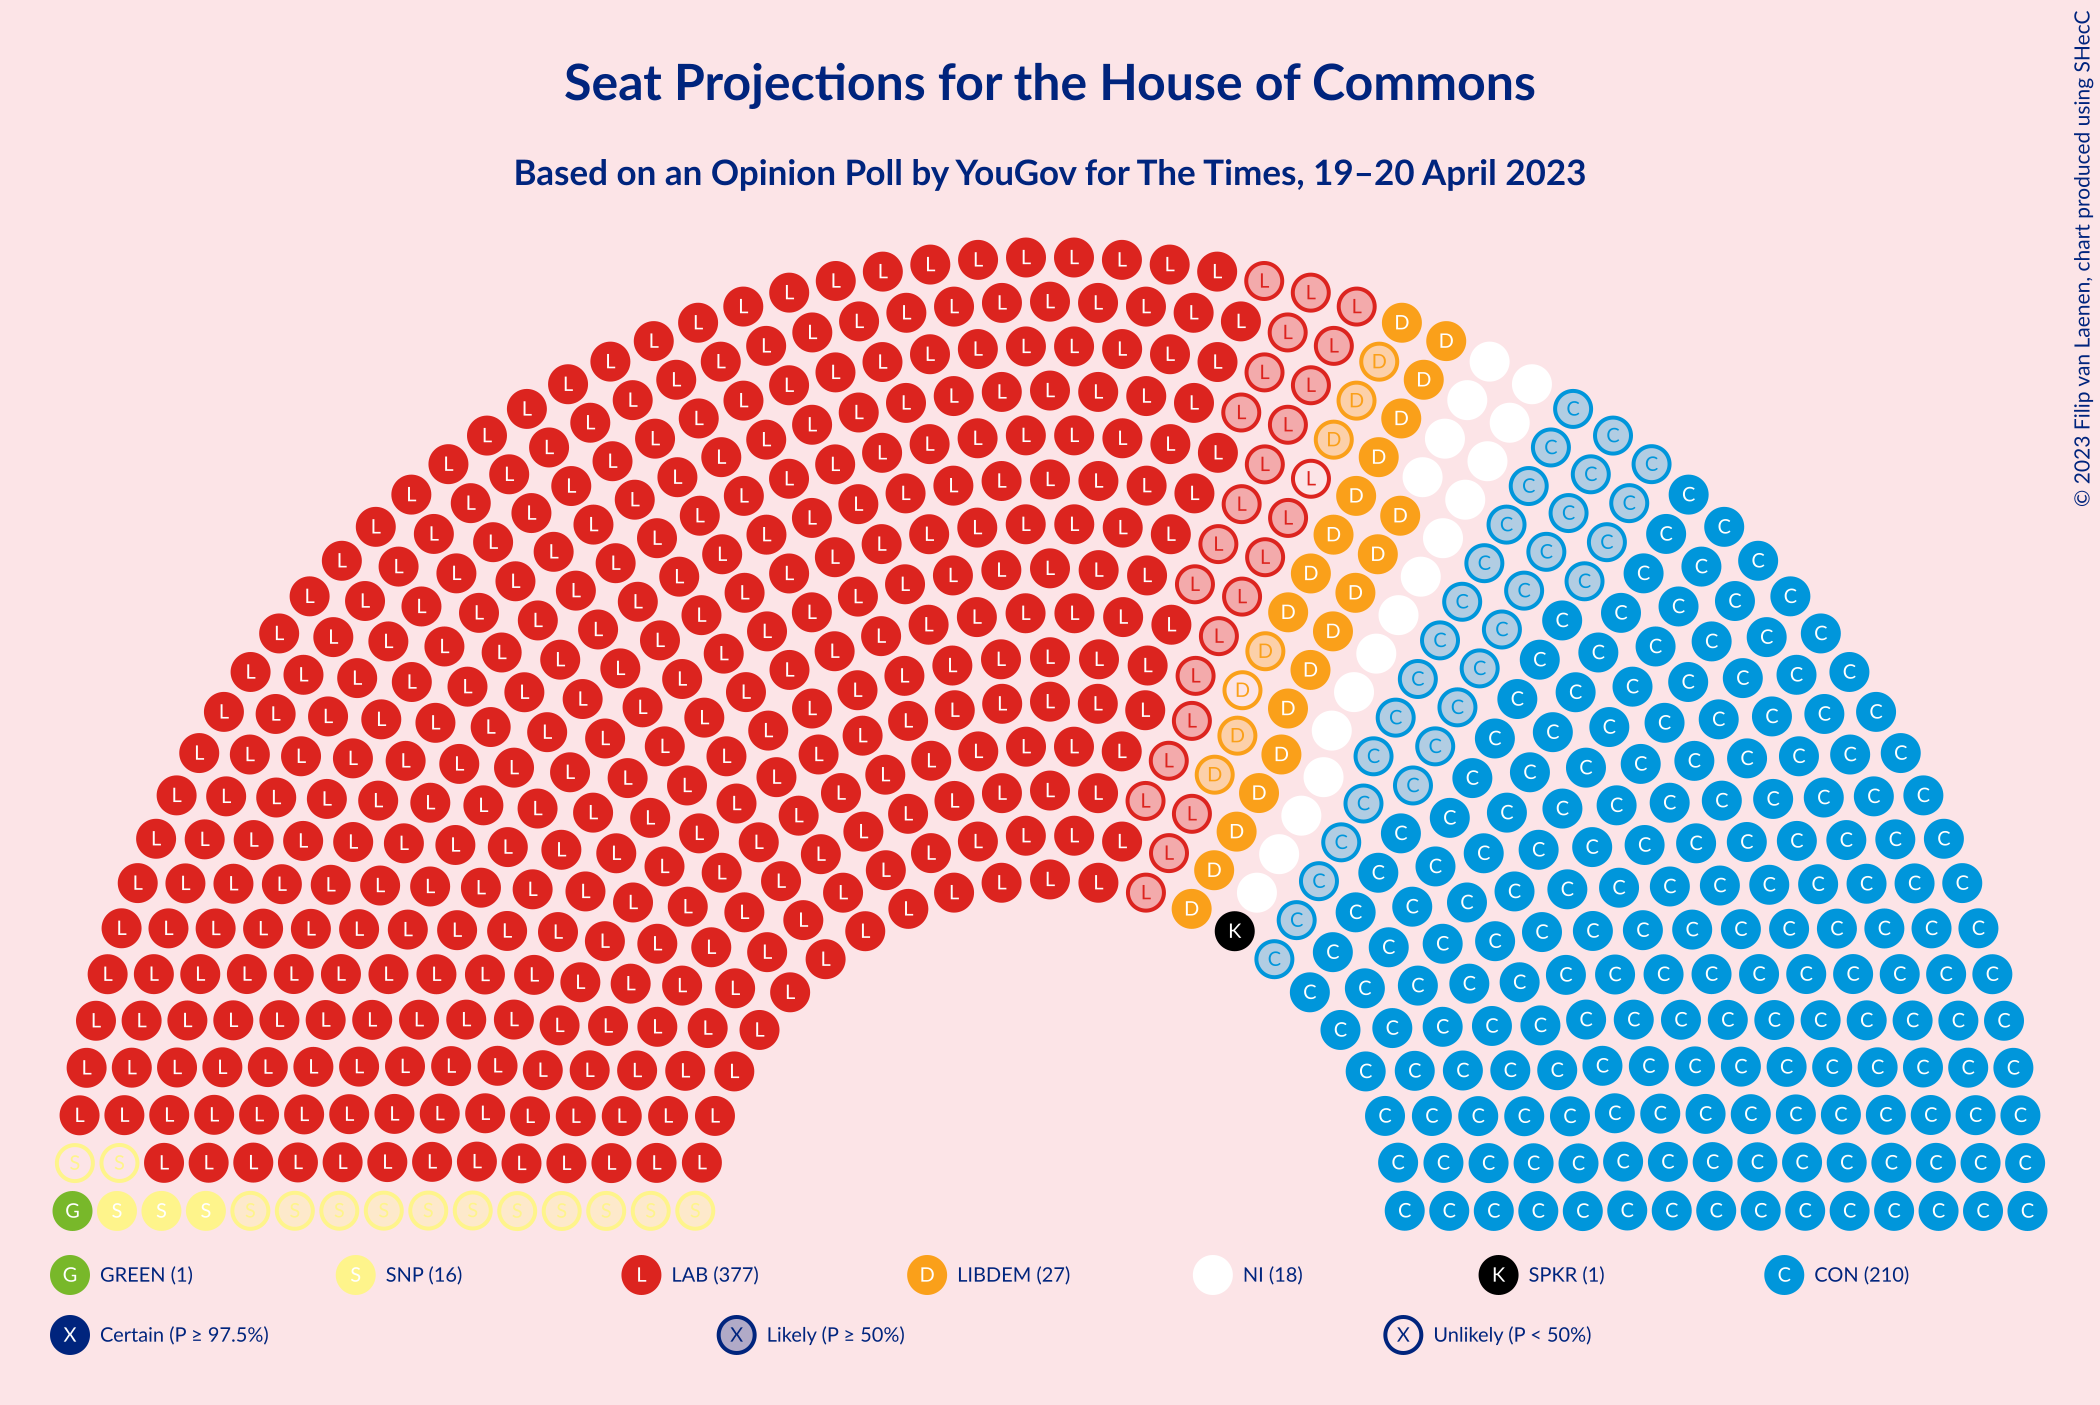 Seat Projections for the House of Commons
Based on an Opinion Poll by YouGov for The Times, 19–20 April 2023
© 2023 Filip van Laenen, chart produced using SHecC
G GREEN (1)
S SNP (16)
L LAB (377)
D LIBDEM (27)
NI (18)
K SPKR (1)
C CON (210)
X Certain (P ≥ 97.5%)
X Likely (P ≥ 50%)
X Unlikely (P < 50%)